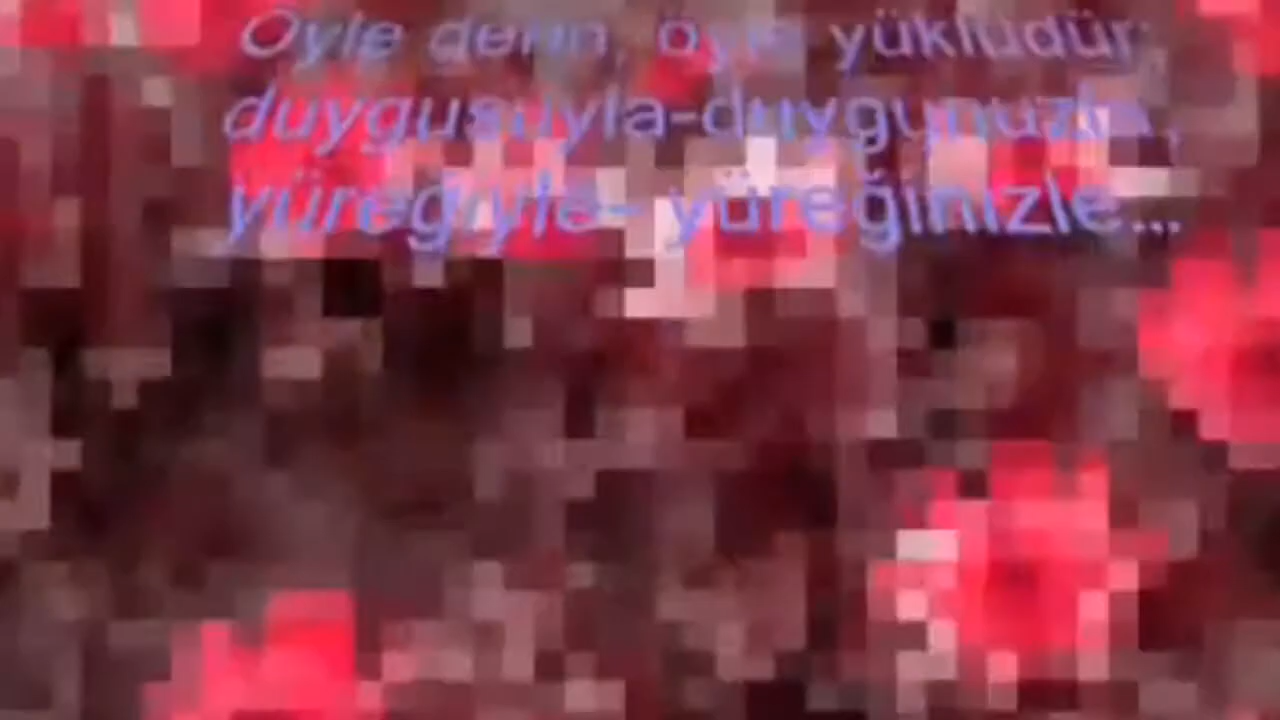 Öyle derin, öyle yüklüdür;
duygusuyla-duygunuzla,
yüreğiyle- yüreğinizle...